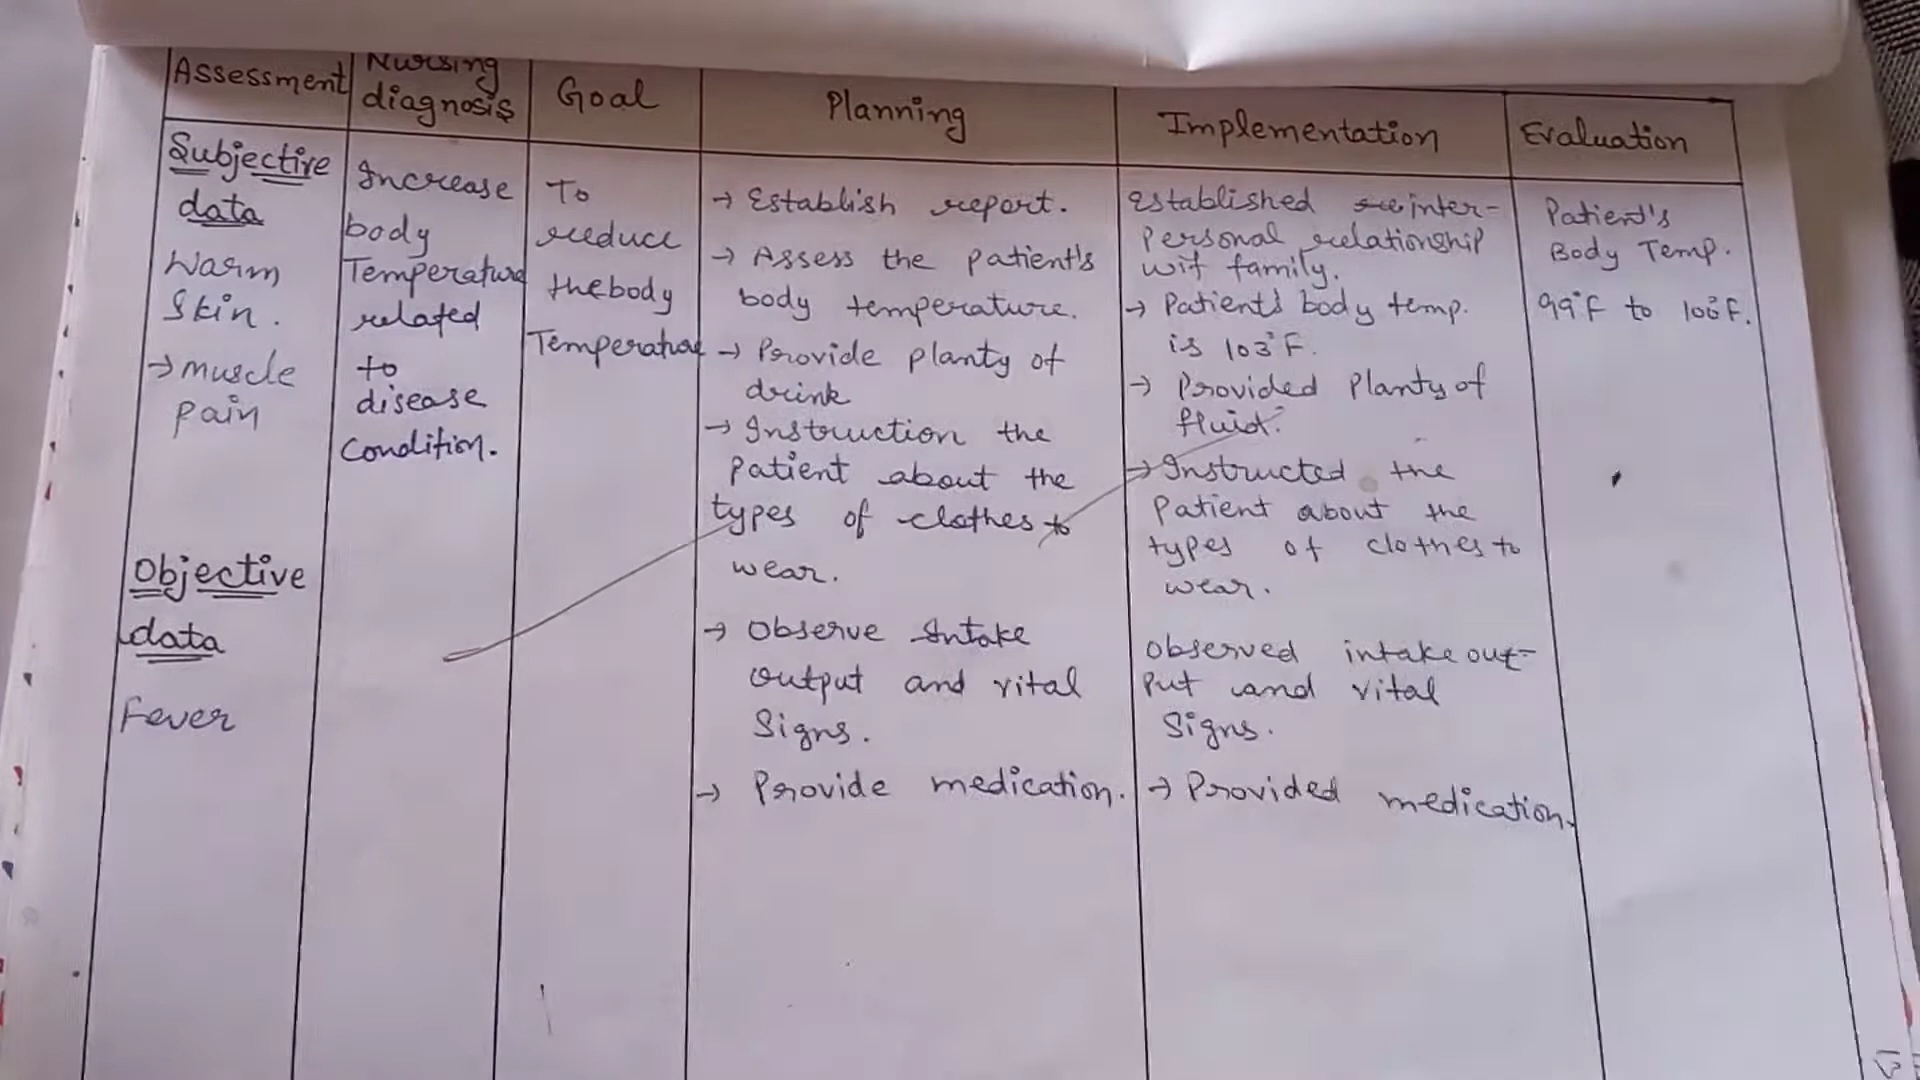 Assessment
Nursing
diagnosis
Goal
Planning
Implementation
Evaluation
Subjective
data
Warm
Skin.
→ muscle
pain
Objective
data
Fever
Increase
body
Temperature
related
to
disease
Condition.
To
reduce
the body
Temperature
→ Establish report.
→ Assess the patient's
body temperature.
→ Provide planty of
drink
→ Instruction the
patient about the
types of clothes to
wear.
→ Observe Intake
output and vital
Signs.
→ Provide medication.
established inter-
personal relationship
wit family.
→ Patient's body temp.
is 103°F.
→ Provided planty of
fluid.
→ Instructed the
patient about the
types of clothes to
wear.
observed intake out-
put and vital
Signs.
→ Provided medication.
Patient's
Body Temp.
99°F to 100°F.